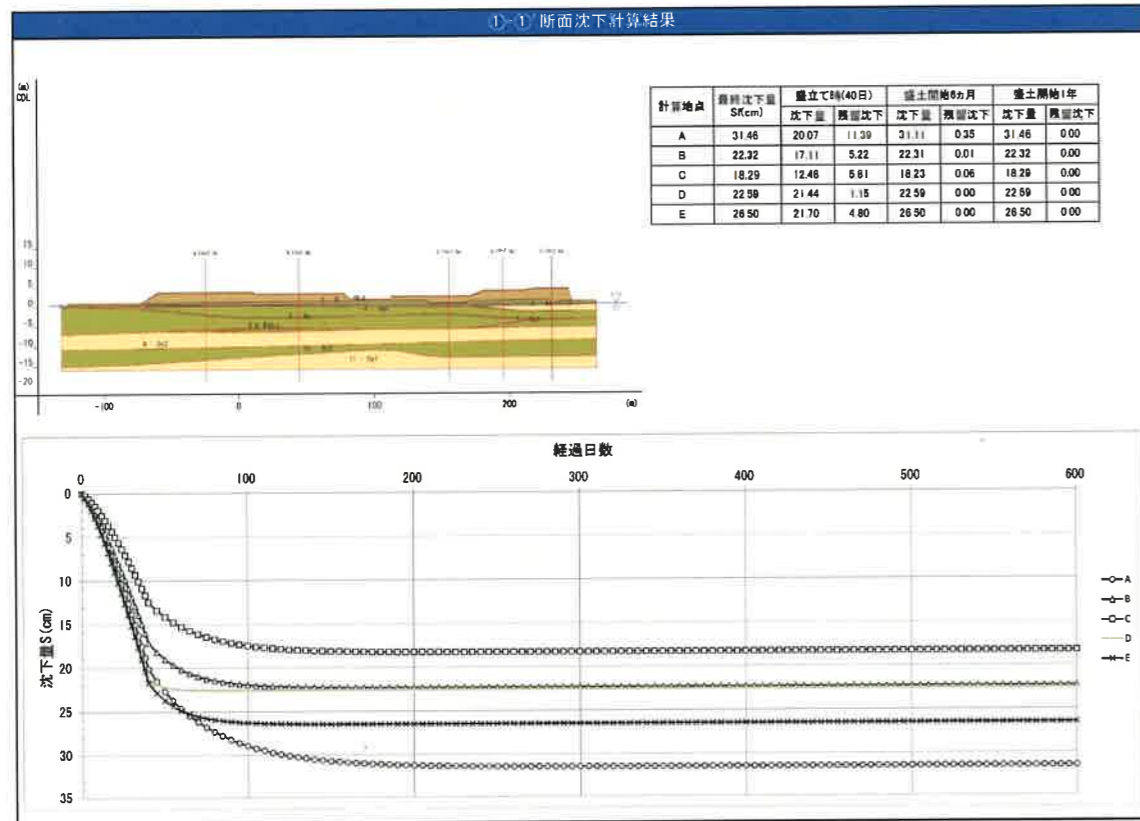 ①-①' 断面沈下計算結果
(m)
CDL
計算地点 最終沈下量 Sf(cm) 盛立て時(40日) 盛土開始6カ月 盛土開始1年
沈下量 残留沈下 沈下量 残留沈下 沈下量 残留沈下
A 31.46 20.07 11.39 31.11 0.35 31.46 0.00
B 22.32 17.11 5.22 22.31 0.01 22.32 0.00
C 18.29 12.46 5.81 18.23 0.06 18.29 0.00
D 22.59 21.44 1.15 22.59 0.00 22.59 0.00
E 26.50 21.70 4.80 26.50 0.00 26.50 0.00
15
10
5
0
-5
-10
-15
-20
-100 0 100 200 (m)
経過日数
0 100 200 300 400 500 600
0
5
10
15
20
25
30
35
沈下量S(cm)
A
B
C
D
E